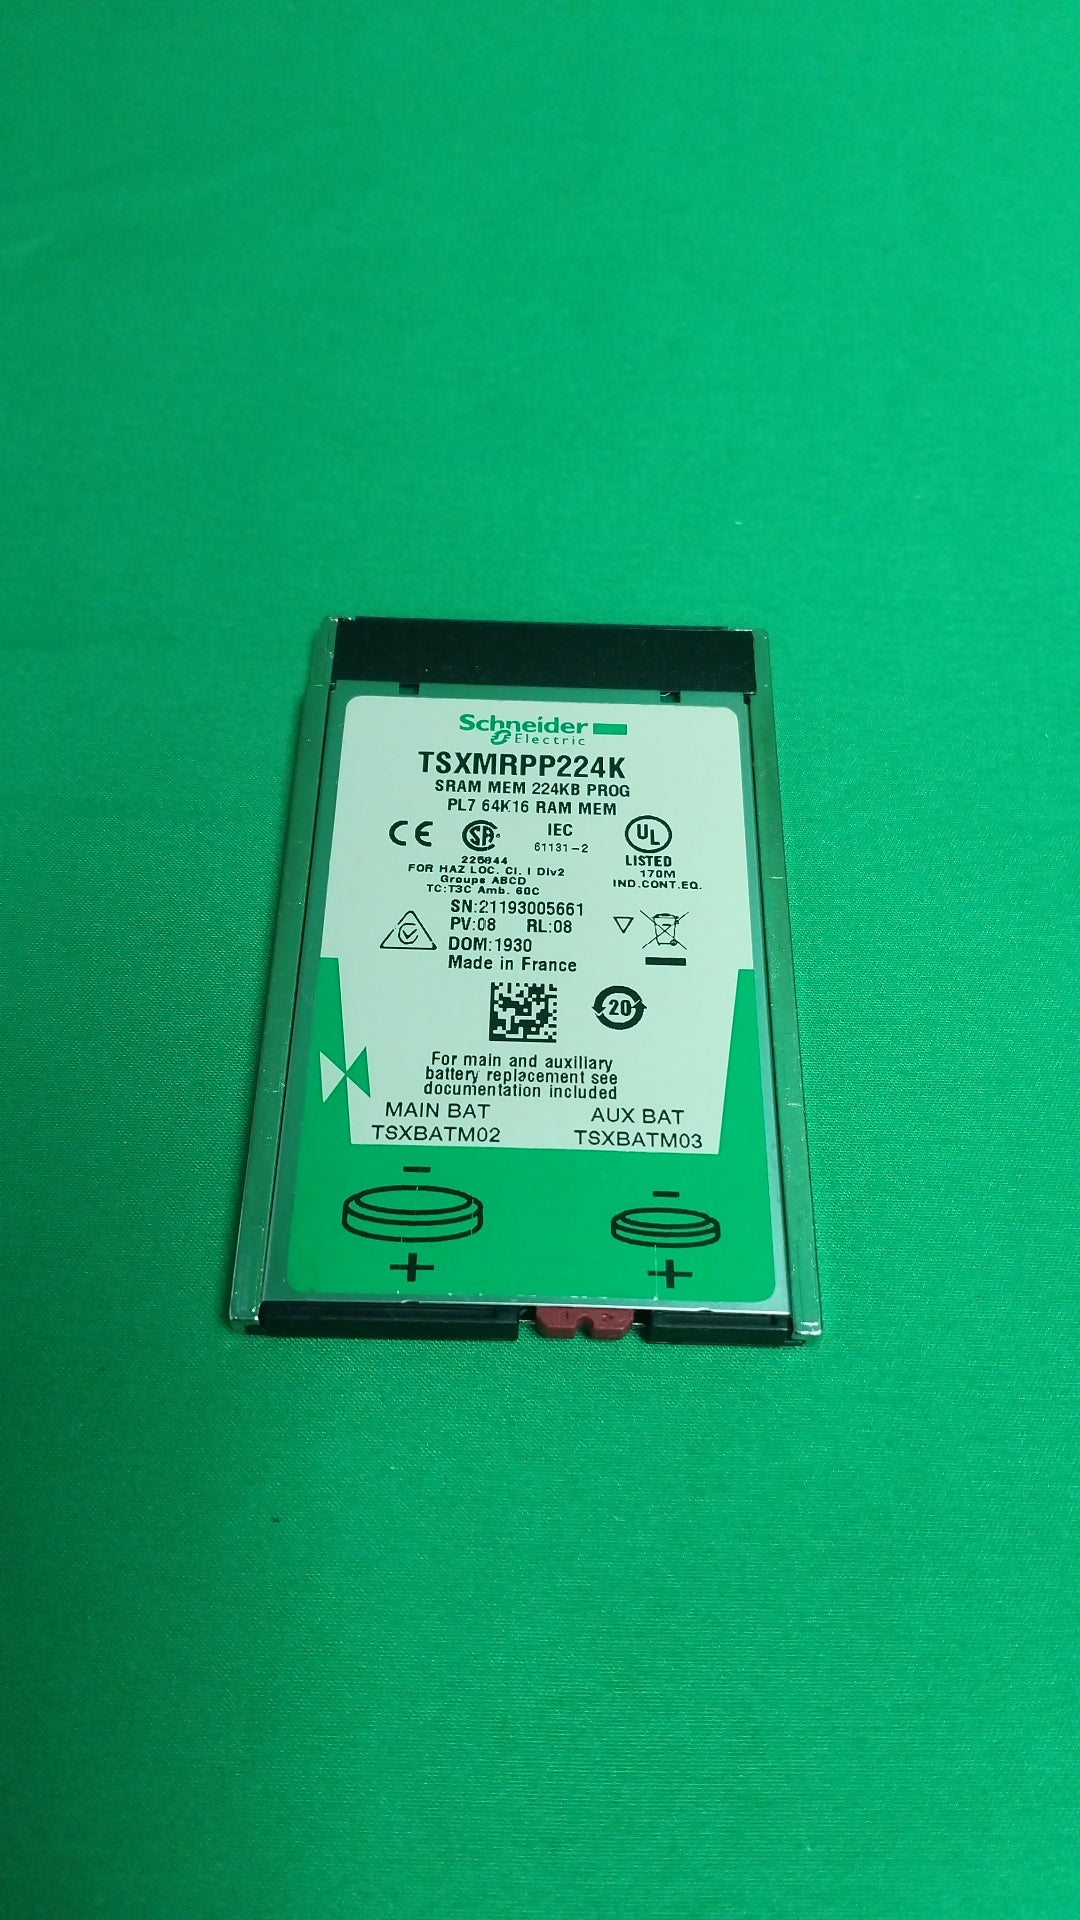 Schneider
Electric
TSXMRPP224K
SRAM MEM 224KB PROG
PL7 64K16 RAM MEM
CE SA IEC UL
61131-2
225844
LISTED
FOR HAZ LOC. CI. I Div2
170M
Groups ABCD
IND.CONT.EQ.
TC:T3C Amb. 60C
SN:21193005661
PV:08 RL:08
DOM:1930
Made in France
20
For main and auxiliary
battery replacement see
documentation included
MAIN BAT AUX BAT
TSXBATM02 TSXBATM03
- -
+ +